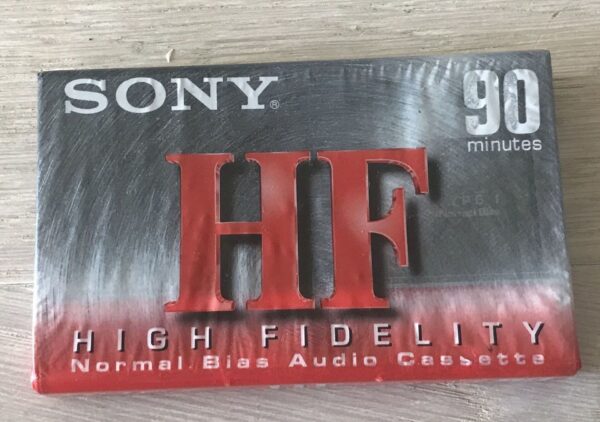 SONY®
90
minutes
HF
HIGH FIDELITY
Normal Bias Audio Cassette